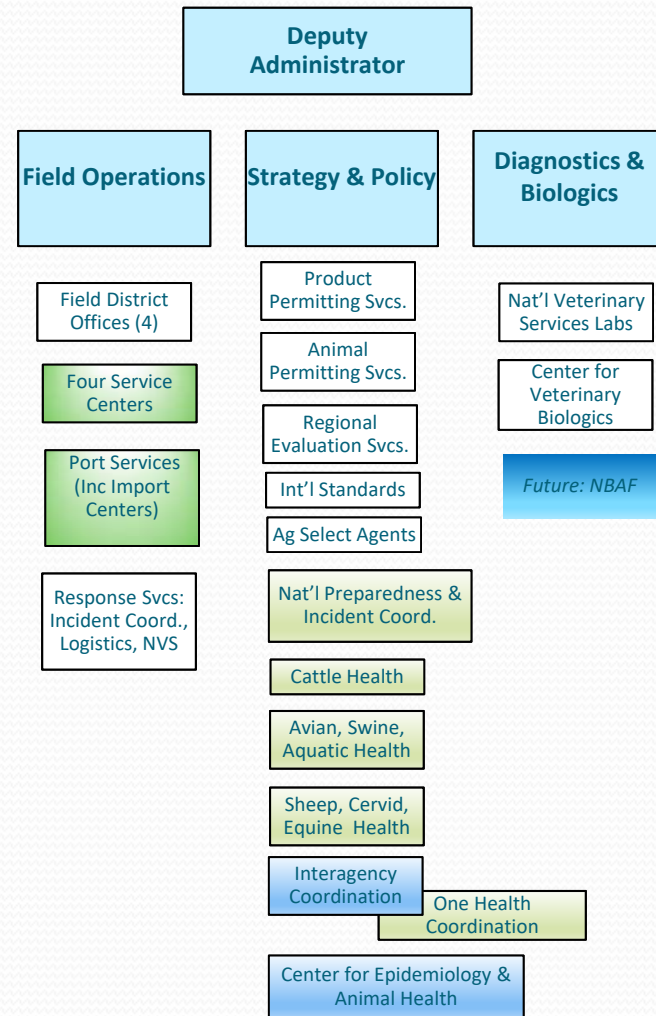 Deputy
Administrator
Field Operations
Strategy & Policy
Diagnostics &
Biologics
Field District
Offices (4)
Four Service
Centers
Port Services
(Inc Import
Centers)
Response Svcs:
Incident Coord.,
Logistics, NVS
Product
Permitting Svcs.
Animal
Permitting Svcs.
Regional
Evaluation Svcs.
Int’l Standards
Ag Select Agents
Nat’l Preparedness &
Incident Coord.
Cattle Health
Avian, Swine,
Aquatic Health
Sheep, Cervid,
Equine Health
Interagency
Coordination
One Health
Coordination
Center for Epidemiology &
Animal Health
Nat’l Veterinary
Services Labs
Center for
Veterinary
Biologics
Future: NBAF